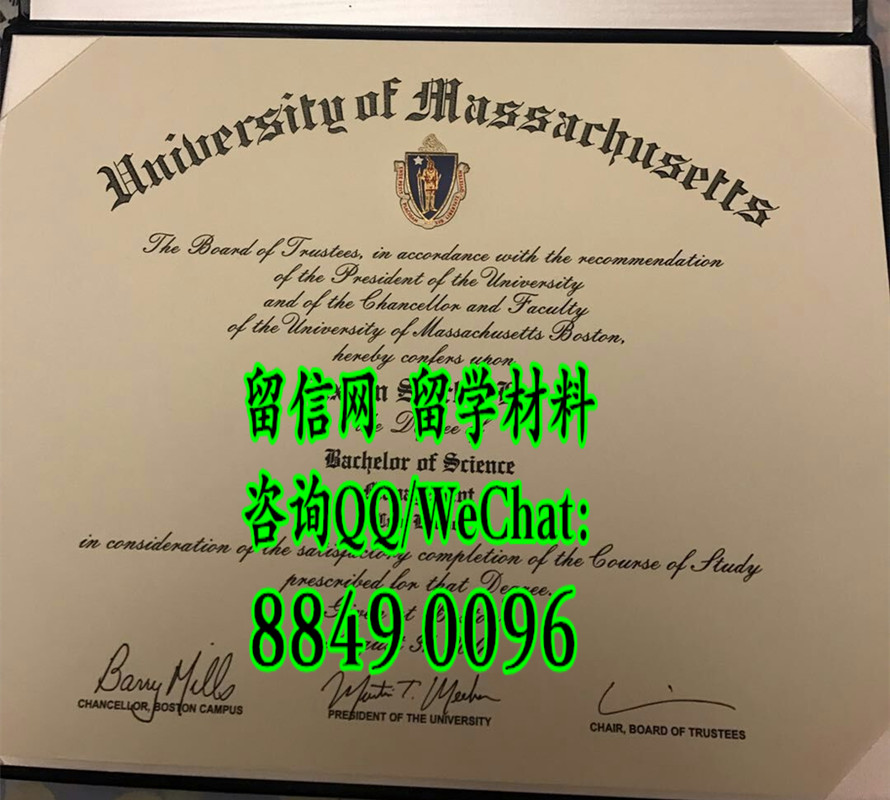 University of Massachusetts
The Board of Trustees, in accordance with the recommendation
of the President of the University
and of the Chancellor and Faculty
of the University of Massachusetts Boston,
hereby confers upon
留信网 留学材料
Bachelor of Science
咨询QQ/WeChat:
in consideration of the satisfactory completion of the Course of Study
prescribed for that Degree.
8849 0096
Barry Mills
CHANCELLOR, BOSTON CAMPUS
Martin T. Meehan
PRESIDENT OF THE UNIVERSITY
CHAIR, BOARD OF TRUSTEES